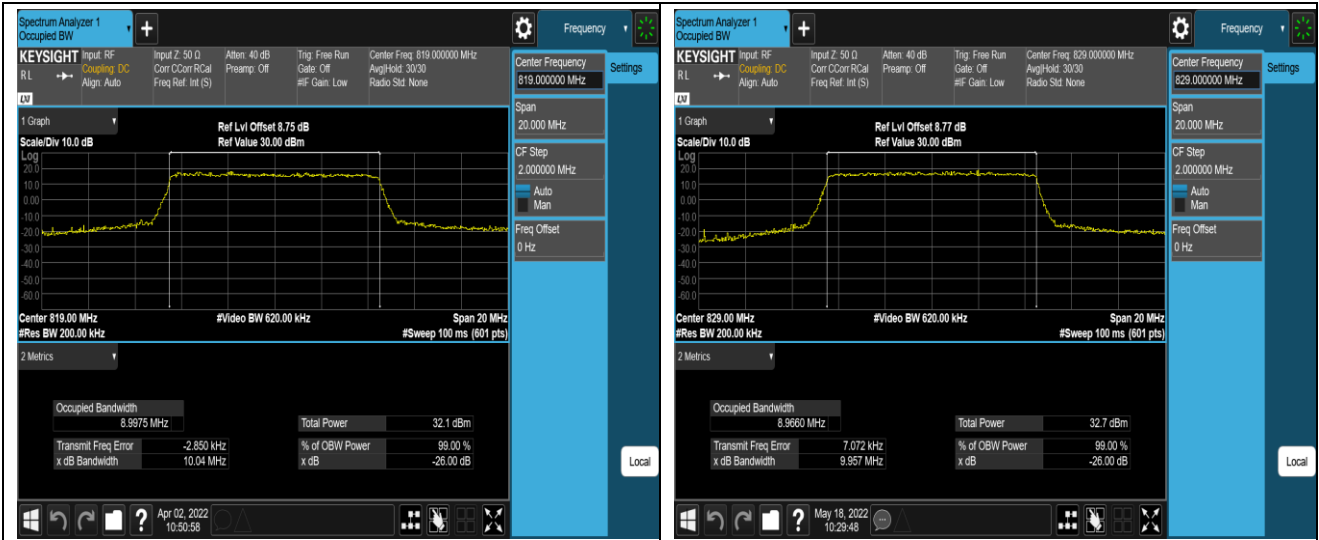 Spectrum Analyzer 1
Occupied BW
+
Frequency
KEYSIGHT
Input: RF
Coupling: DC
Align: Auto
Input Z: 50 Ω
Corr CCorr RCal
Freq Ref: Int (S)
Atten: 40 dB
Preamp: Off
Trig: Free Run
Gate: Off
#IF Gain: Low
Center Freq: 819.000000 MHz
Avg|Hold: 30/30
Radio Std: None
RL
LXI
Center Frequency
819.000000 MHz
Settings
Span
20.000 MHz
CF Step
2.000000 MHz
Auto
Man
Freq Offset
0 Hz
1 Graph
Ref Lvl Offset 8.75 dB
Scale/Div 10.0 dB
Ref Value 30.00 dBm
Log
20.0
10.0
0.00
-10.0
-20.0
-30.0
-40.0
-50.0
-60.0
Center 819.00 MHz
#Video BW 620.00 kHz
Span 20 MHz
#Res BW 200.00 kHz
#Sweep 100 ms (601 pts)
2 Metrics
Occupied Bandwidth
8.9975 MHz
Total Power 32.1 dBm
Transmit Freq Error -2.850 kHz
% of OBW Power 99.00 %
x dB Bandwidth 10.04 MHz
x dB -26.00 dB
Local
?
Apr 02, 2022
10:50:58
Spectrum Analyzer 1
Occupied BW
+
Frequency
KEYSIGHT
Input: RF
Coupling: DC
Align: Auto
Input Z: 50 Ω
Corr CCorr RCal
Freq Ref: Int (S)
Atten: 40 dB
Preamp: Off
Trig: Free Run
Gate: Off
#IF Gain: Low
Center Freq: 829.000000 MHz
Avg|Hold: 30/30
Radio Std: None
RL
LXI
Center Frequency
829.000000 MHz
Settings
Span
20.000 MHz
CF Step
2.000000 MHz
Auto
Man
Freq Offset
0 Hz
1 Graph
Ref Lvl Offset 8.77 dB
Scale/Div 10.0 dB
Ref Value 30.00 dBm
Log
20.0
10.0
0.00
-10.0
-20.0
-30.0
-40.0
-50.0
-60.0
Center 829.00 MHz
#Video BW 620.00 kHz
Span 20 MHz
#Res BW 200.00 kHz
#Sweep 100 ms (601 pts)
2 Metrics
Occupied Bandwidth
8.9660 MHz
Total Power 32.7 dBm
Transmit Freq Error 7.072 kHz
% of OBW Power 99.00 %
x dB Bandwidth 9.957 MHz
x dB -26.00 dB
Local
?
May 18, 2022
10:29:48